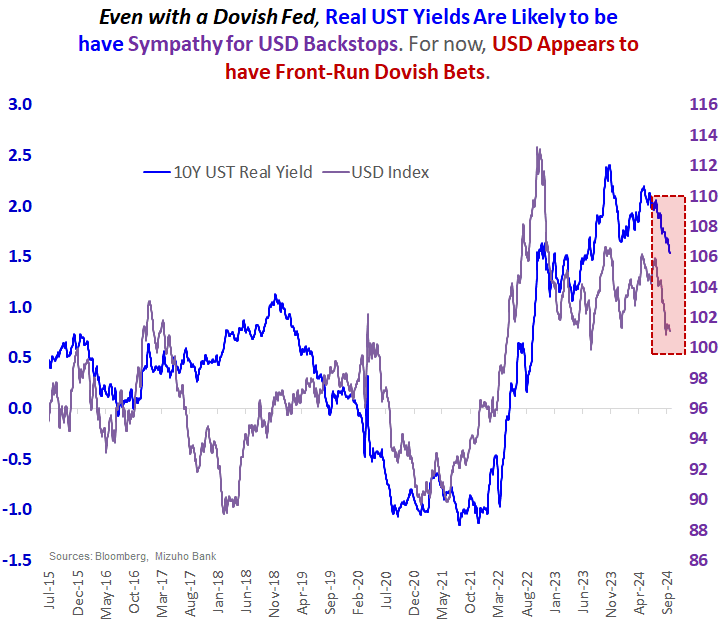 Even with a Dovish Fed, Real UST Yields Are Likely to be
have Sympathy for USD Backstops. For now, USD Appears to
have Front-Run Dovish Bets.
3.0
2.5
2.0
1.5
1.0
0.5
0.0
-0.5
-1.0
-1.5
10Y UST Real Yield
USD Index
116
114
112
110
108
106
104
102
100
98
96
94
92
90
88
86
Sources: Bloomberg, Mizuho Bank
Jul-15
Dec-15
May-16
Oct-16
Mar-17
Aug-17
Jan-18
Jun-18
Nov-18
Apr-19
Sep-19
Feb-20
Jul-20
Dec-20
May-21
Oct-21
Mar-22
Aug-22
Jan-23
Jun-23
Nov-23
Apr-24
Sep-24